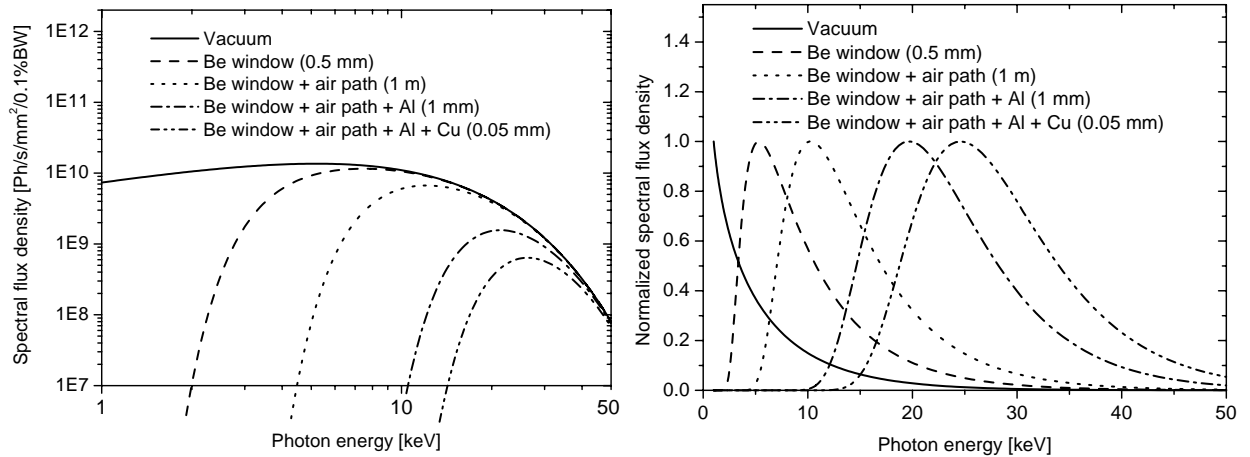 1E12
1E11
1E10
1E9
1E8
1E7
Spectral flux density [Ph/s/mm²/0.1%BW]
Vacuum
Be window (0.5 mm)
Be window + air path (1 m)
Be window + air path + Al (1 mm)
Be window + air path + Al + Cu (0.05 mm)
1 10 50
Photon energy [keV]
1.4
1.2
1.0
0.8
0.6
0.4
0.2
0.0
Normalized spectral flux density
Vacuum
Be window (0.5 mm)
Be window + air path (1 m)
Be window + air path + Al (1 mm)
Be window + air path + Al + Cu (0.05 mm)
0 10 20 30 40 50
Photon energy [keV]